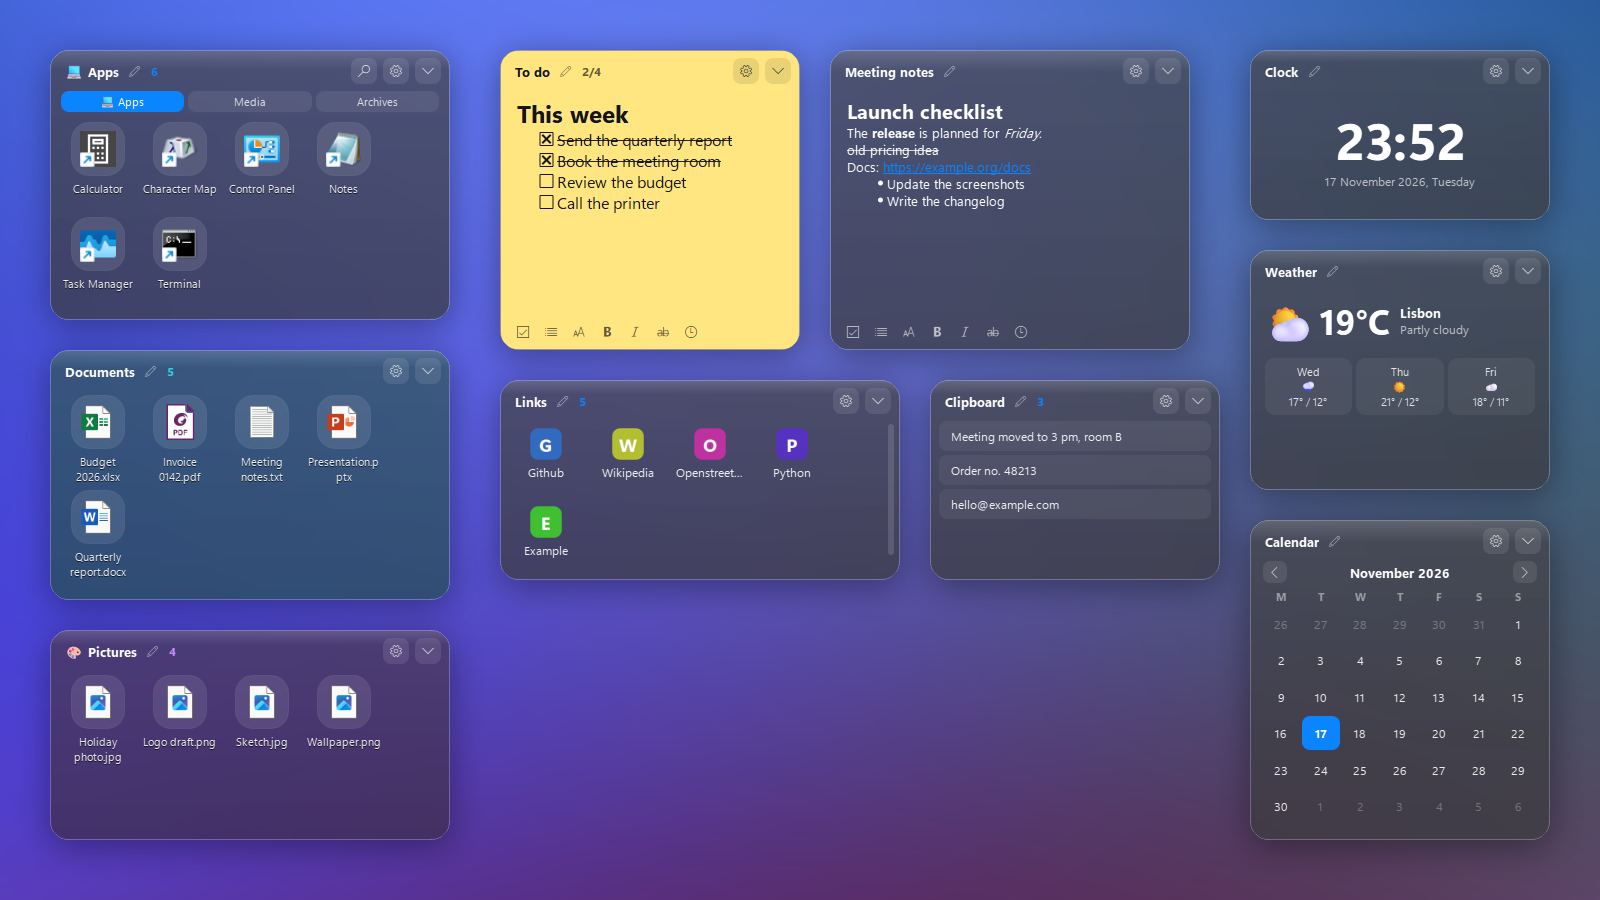 Apps 6
Apps Media Archives
Calculator Character Map Control Panel Notes
C:\
Task Manager Terminal
Documents 5
PDF
Budget 2026.xlsx
Invoice 0142.pdf
Meeting notes.txt
Presentation.pptx
Quarterly report.docx
Pictures 4
Holiday photo.jpg
Logo draft.png
Sketch.jpg
Wallpaper.png
To do 2/4
This week
Send the quarterly report
Book the meeting room
Review the budget
Call the printer
AA B I ab
Meeting notes
Launch checklist
The release is planned for Friday.
old pricing idea
Docs: https://example.org/docs
• Update the screenshots
• Write the changelog
AA B I ab
Links 5
G W O P
Github Wikipedia Openstreet... Python
E
Example
Clipboard 3
Meeting moved to 3 pm, room B
Order no. 48213
hello@example.com
Clock
23:52
17 November 2026, Tuesday
Weather
19°C Lisbon
Partly cloudy
Wed Thu Fri
17° / 12° 21° / 12° 18° / 11°
Calendar
November 2026
M T W T F S S
26 27 28 29 30 31 1
2 3 4 5 6 7 8
9 10 11 12 13 14 15
16 17 18 19 20 21 22
23 24 25 26 27 28 29
30 1 2 3 4 5 6